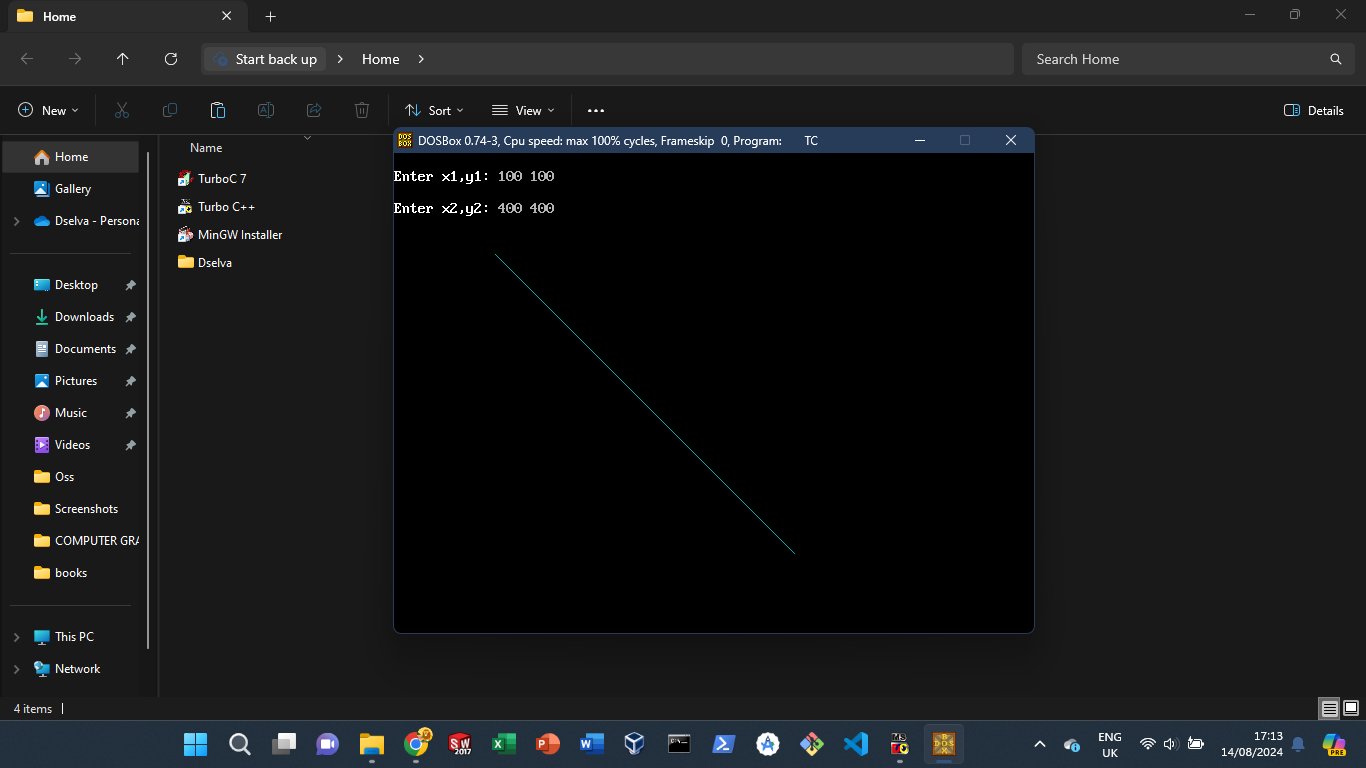 Home
Start back up
Home
Search Home
New
Sort
View
Details
Home
Gallery
Dselva - Persona
Desktop
Downloads
Documents
Pictures
Music
Videos
Oss
Screenshots
COMPUTER GRA
books
This PC
Network
Name
TurboC 7
Turbo C++
MinGW Installer
Dselva
DOSBox 0.74-3, Cpu speed: max 100% cycles, Frameskip 0, Program: TC
Enter x1,y1: 100 100
Enter x2,y2: 400 400
4 items
SW
2017
ENG
UK
17:13
14/08/2024
PRE